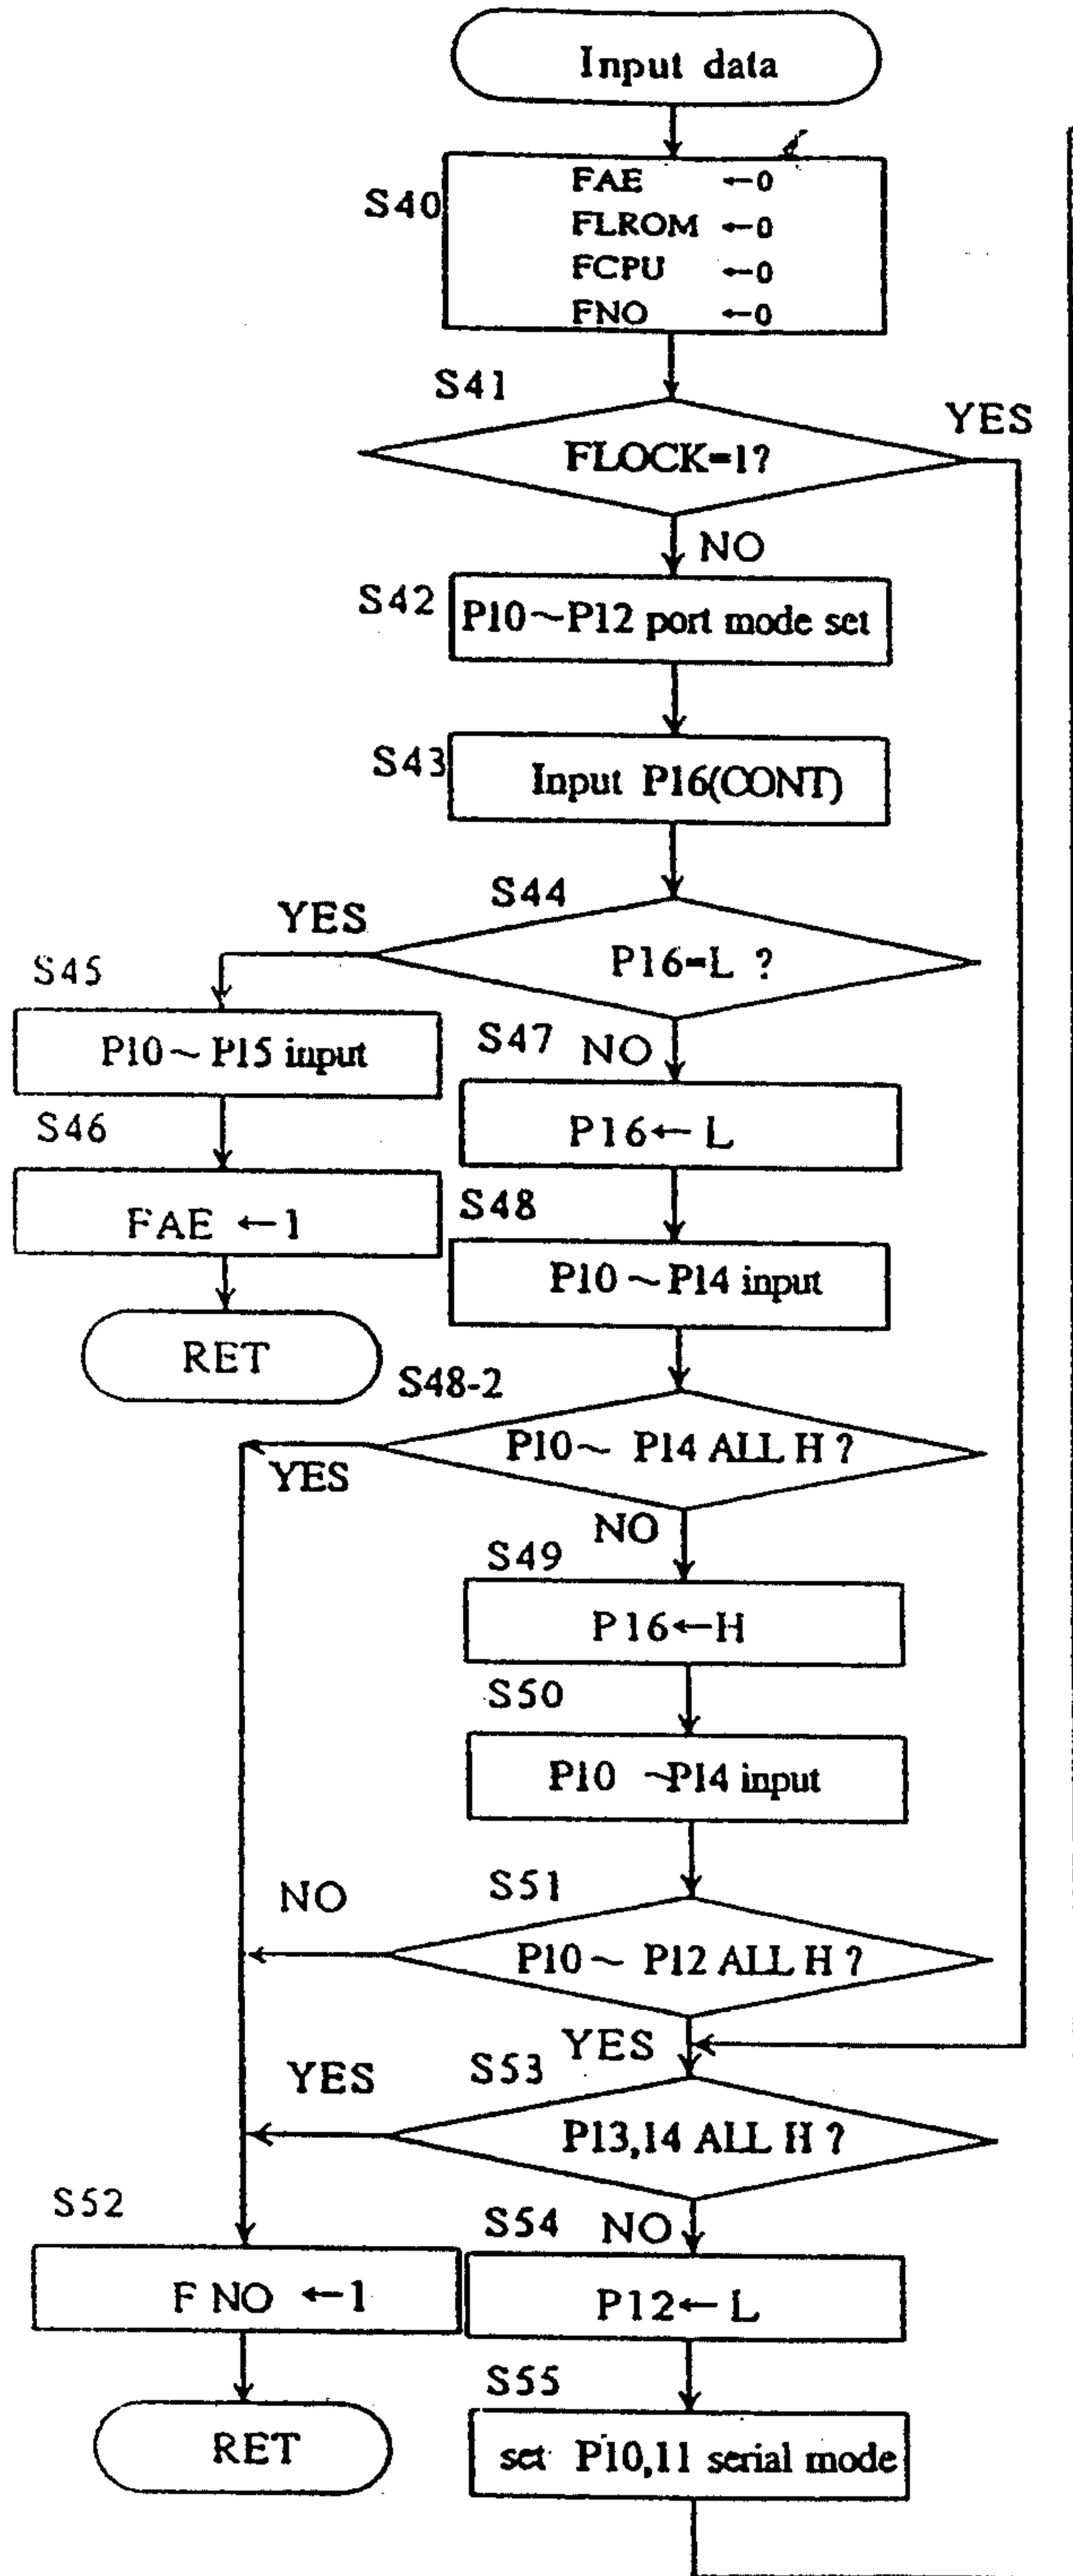 Input data
S40
FAE ←0
FLROM ←0
FCPU ←0
FNO ←0
S41
YES
FLOCK=1?
NO
S42
P10~P12 port mode set
S43
Input P16(CONT)
S44
YES
P16=L ?
S45
P10~ P15 input
S47
NO
P16← L
S46
FAE ←1
S48
P10 ~ P14 input
RET
S48-2
P10~ P14 ALL H ?
YES
NO
S49
P16←H
S50
P10 ~P14 input
S51
NO
P10~ P12 ALL H ?
YES
S53
YES
P13,14 ALL H ?
S52
S54
NO
F NO ←1
P12← L
S55
RET
set P10,11 serial mode